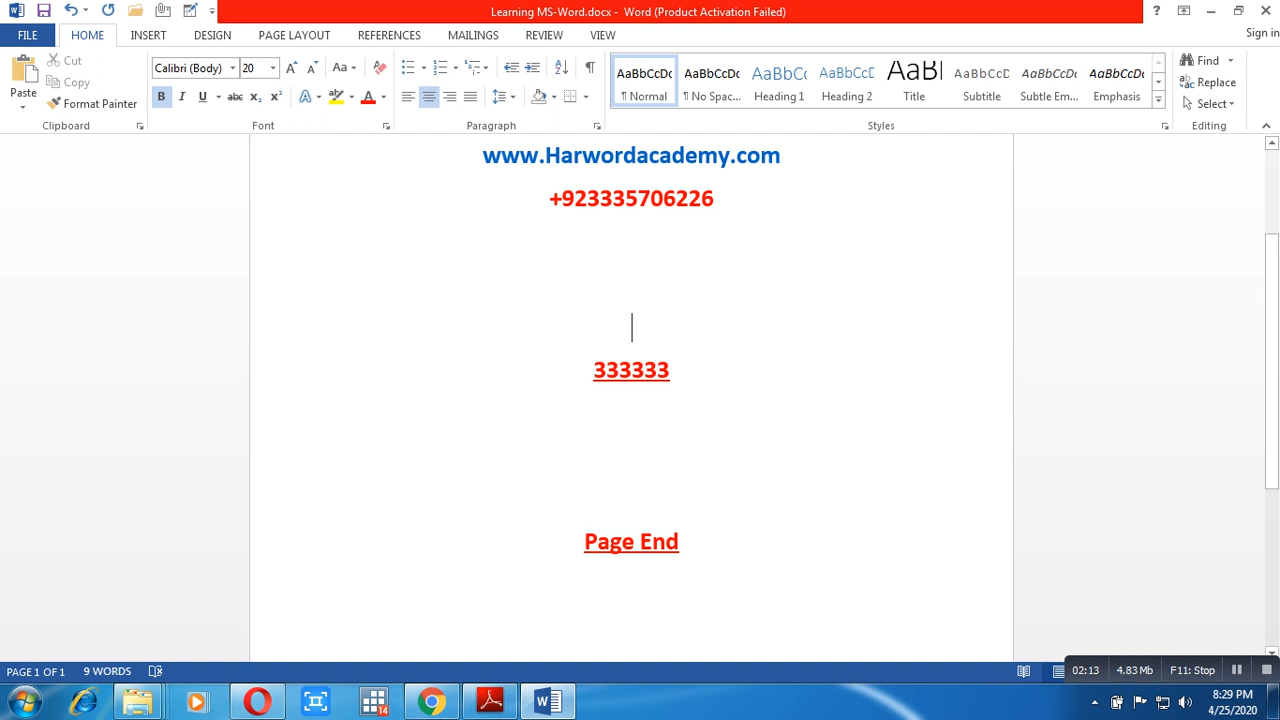 Learning MS-Word.docx - Word (Product Activation Failed)
FILE HOME INSERT DESIGN PAGE LAYOUT REFERENCES MAILINGS REVIEW VIEW Sign in
Paste
Cut
Copy
Format Painter
Clipboard
Calibri (Body) 20
Font
Paragraph
AaBbCcDc AaBbCcDc AaBbCc AaBbCcD AaBl AaBbCcD AaBbCcDc AaBbCcDc
¶ Normal ¶ No Spac... Heading 1 Heading 2 Title Subtitle Subtle Em... Emphasis
Styles
Find
Replace
Select
Editing
www.Harwordacademy.com
+923335706226
333333
Page End
PAGE 1 OF 1 9 WORDS
02:13 4.83 Mb F11: Stop
14
8:29 PM
4/25/2020